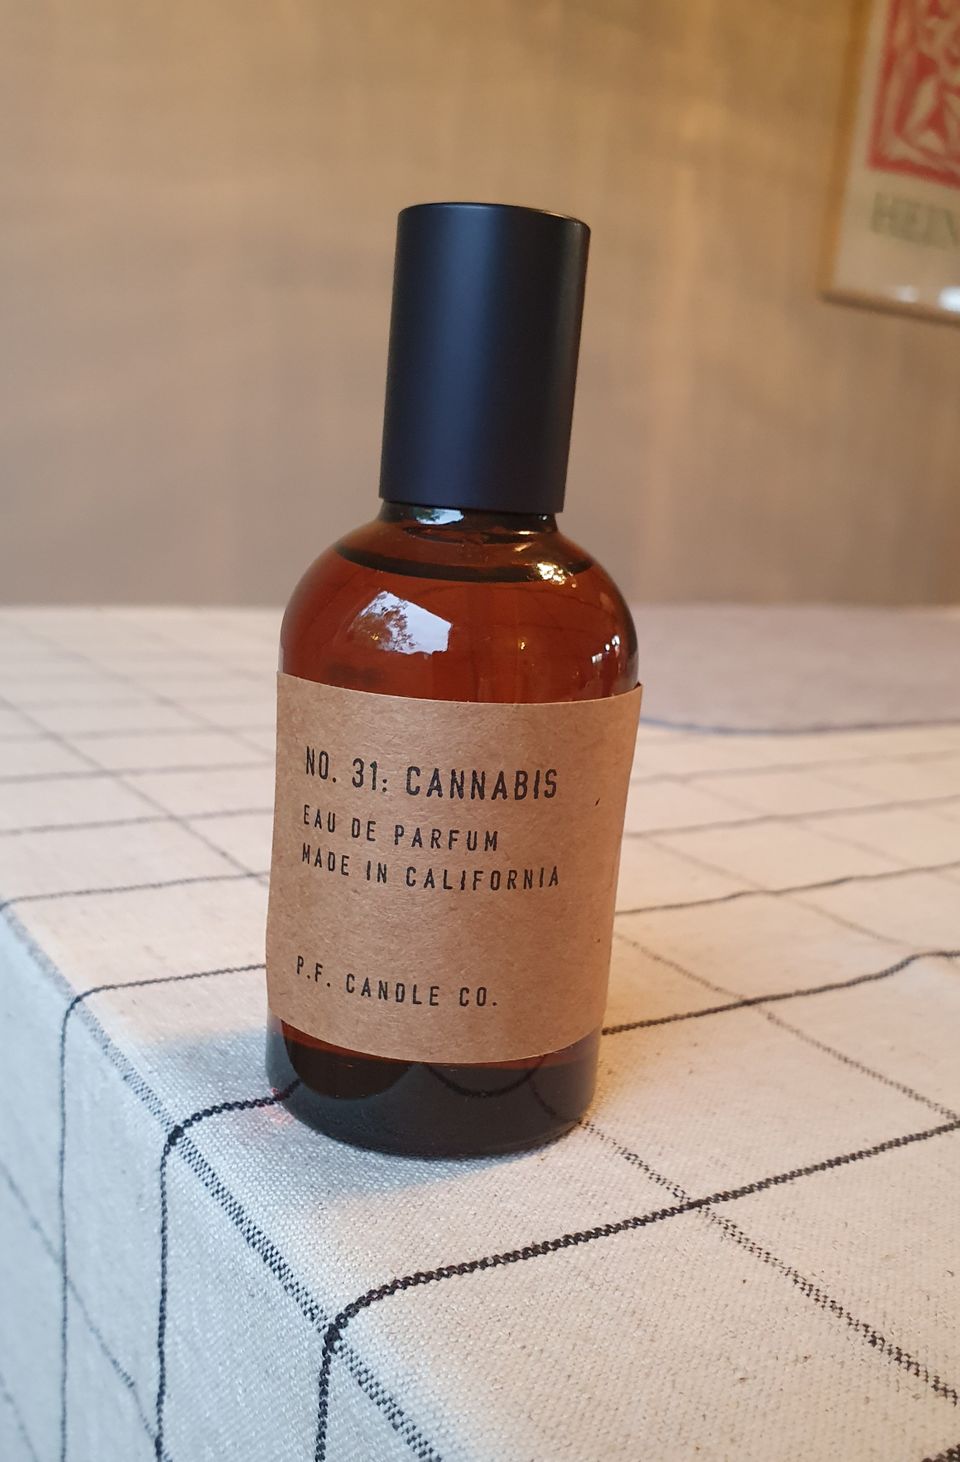 NO. 31: CANNABIS
EAU DE PARFUM
MADE IN CALIFORNIA
P.F. CANDLE CO.